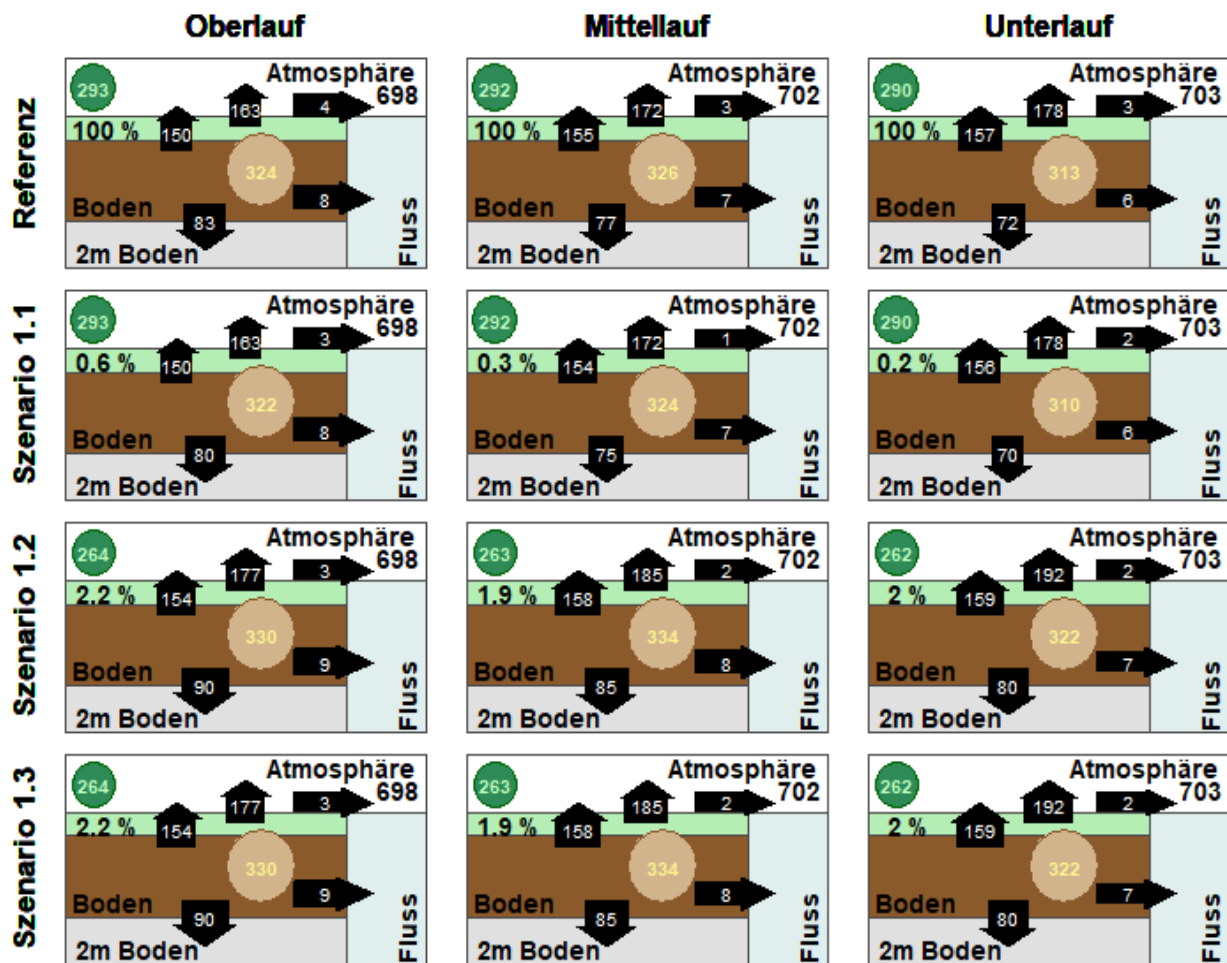 Oberlauf Mittellauf Unterlauf
Referenz
293 Atmosphäre 698
150 163 4
100 %
324
Boden 8
83
2m Boden
Fluss
292 Atmosphäre 702
155 172 3
100 %
326
Boden 7
77
2m Boden
Fluss
290 Atmosphäre 703
157 178 3
100 %
313
Boden 6
72
2m Boden
Fluss
Szenario 1.1
293 Atmosphäre 698
150 163 3
0.6 %
322
Boden 8
80
2m Boden
Fluss
292 Atmosphäre 702
154 172 1
0.3 %
324
Boden 7
75
2m Boden
Fluss
290 Atmosphäre 703
156 178 2
0.2 %
310
Boden 6
70
2m Boden
Fluss
Szenario 1.2
264 Atmosphäre 698
154 177 3
2.2 %
330
Boden 9
90
2m Boden
Fluss
263 Atmosphäre 702
158 185 2
1.9 %
334
Boden 8
85
2m Boden
Fluss
262 Atmosphäre 703
159 192 2
2 %
322
Boden 7
80
2m Boden
Fluss
Szenario 1.3
264 Atmosphäre 698
154 177 3
2.2 %
330
Boden 9
90
2m Boden
Fluss
263 Atmosphäre 702
158 185 2
1.9 %
334
Boden 8
85
2m Boden
Fluss
262 Atmosphäre 703
159 192 2
2 %
322
Boden 7
80
2m Boden
Fluss